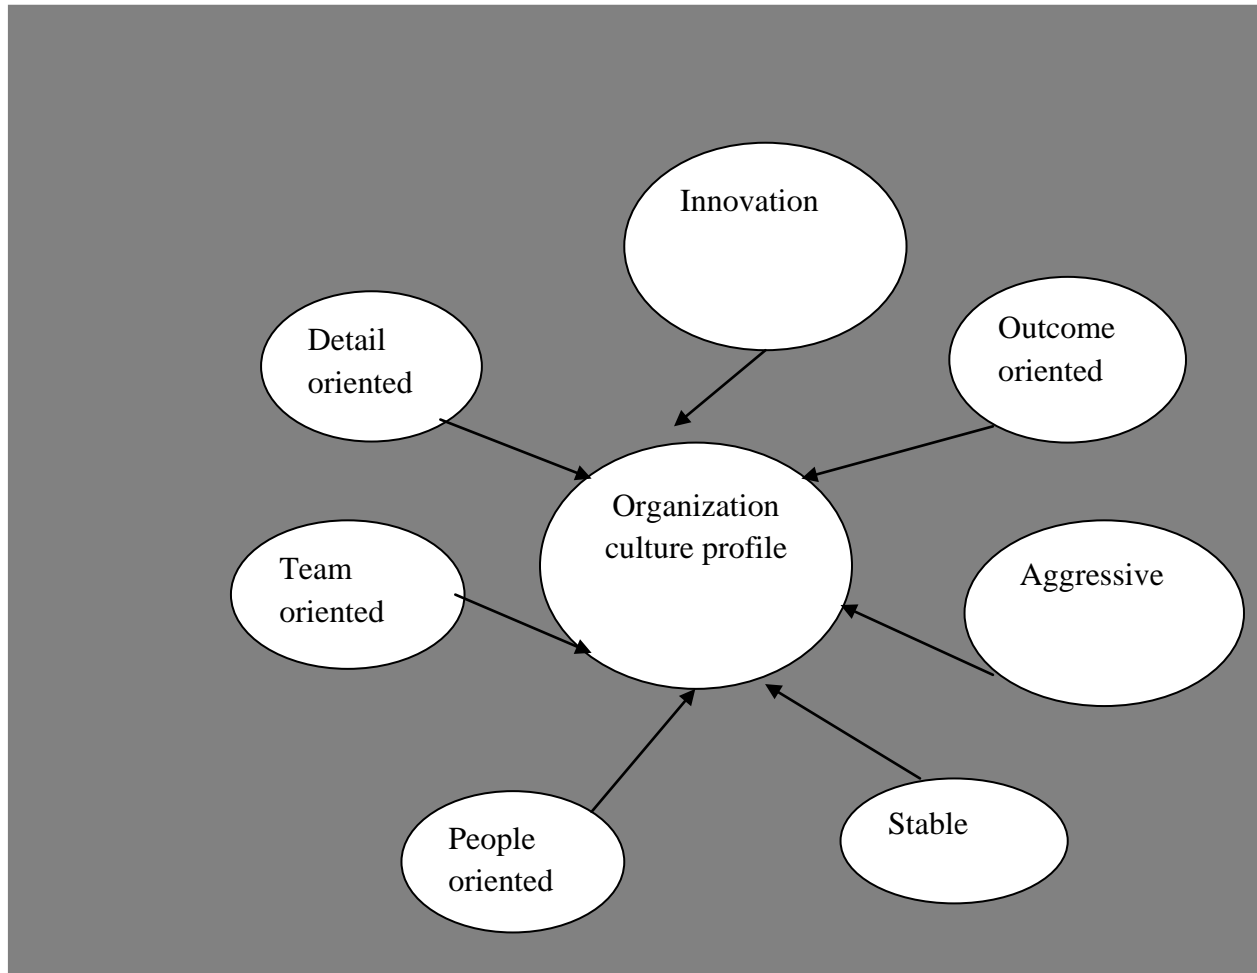 Innovation
Outcome
oriented
Detail
oriented
Organization
culture profile
Team
oriented
Aggressive
People
oriented
Stable